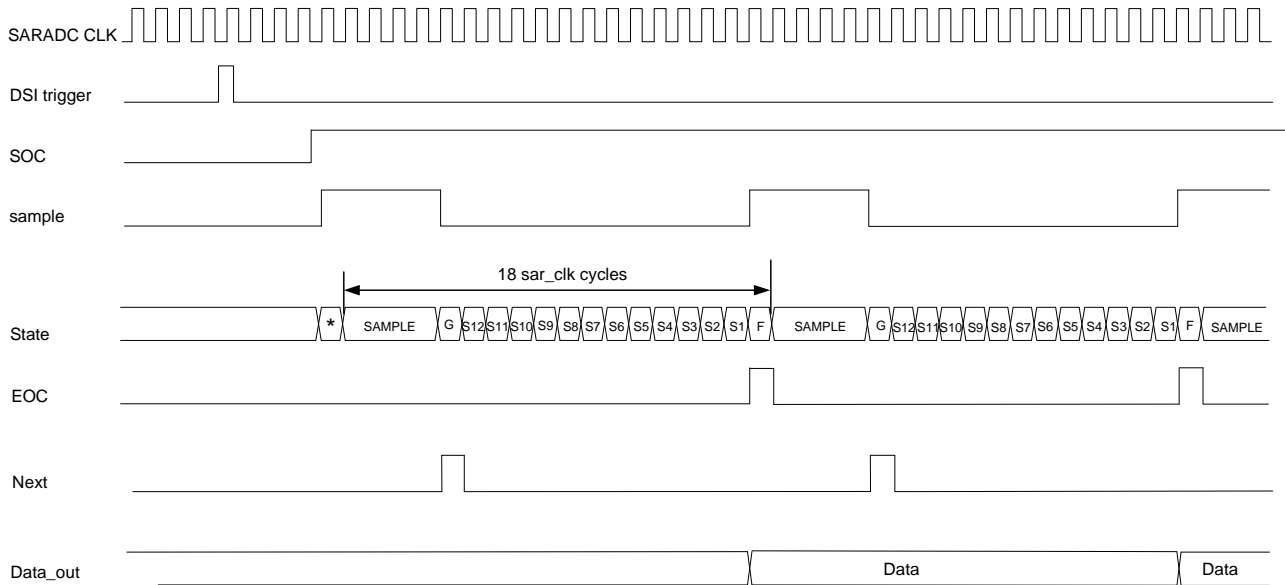 SARADC CLK
DSI trigger
SOC
sample
18 sar_clk cycles
State * SAMPLE G S12 S11 S10 S9 S8 S7 S6 S5 S4 S3 S2 S1 F SAMPLE G S12 S11 S10 S9 S8 S7 S6 S5 S4 S3 S2 S1 F SAMPLE
EOC
Next
Data_out Data Data